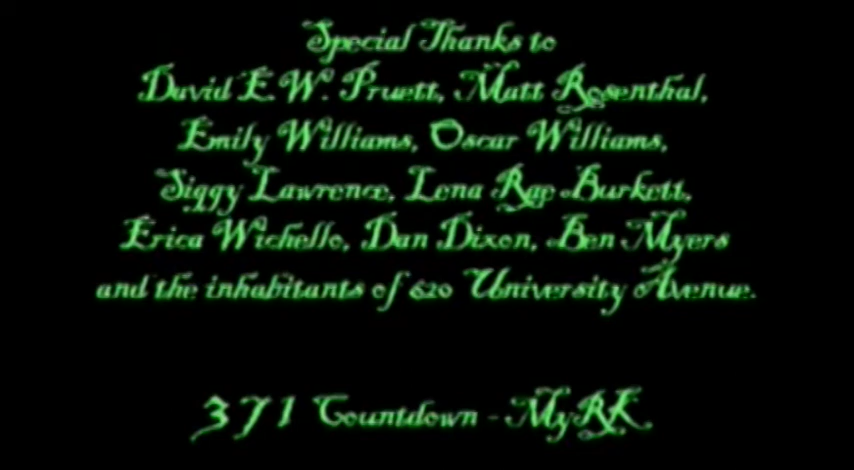 Special Thanks to
David E.W. Pruett, Matt Rosenthal,
Emily Williams, Oscar Williams,
Siggy Lawrence, Lena Rae Burkett,
Erica Wichello, Dan Dixon, Ben Myers
and the inhabitants of 620 University Avenue.
371 Countdown - MyRK